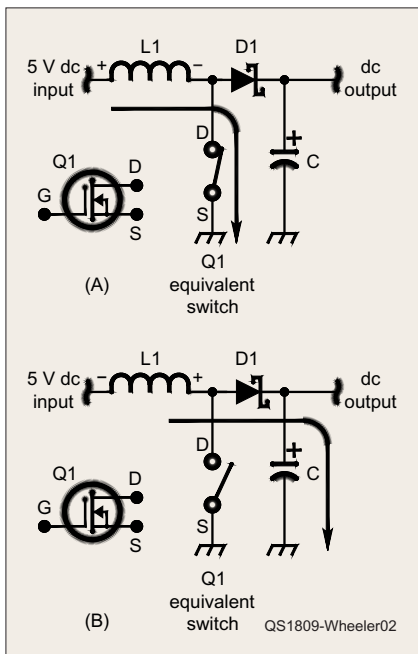 L1
D1
5 V dc
input
+
–
dc
output
D
+
C
Q1
G
D
S
S
Q1
equivalent
switch
(A)
L1
D1
5 V dc
input
–
+
dc
output
D
+
C
Q1
G
D
S
S
Q1
equivalent
switch
(B)
QS1809-Wheeler02